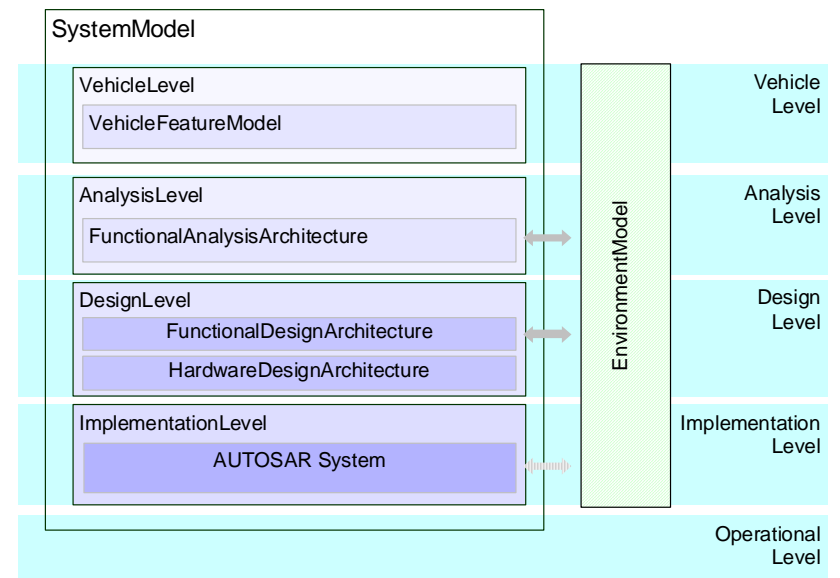 SystemModel
VehicleLevel
VehicleFeatureModel
Vehicle
Level
AnalysisLevel
FunctionalAnalysisArchitecture
Analysis
Level
EnvironmentModel
DesignLevel
FunctionalDesignArchitecture
HardwareDesignArchitecture
Design
Level
ImplementationLevel
AUTOSAR System
Implementation
Level
Operational
Level